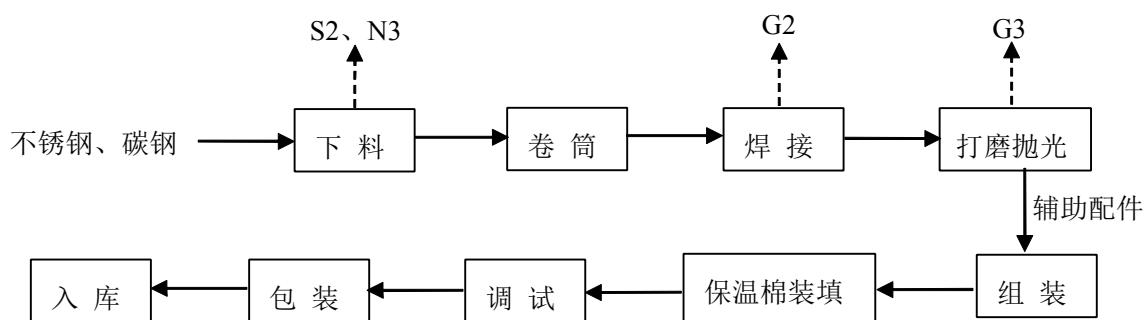 S2、N3
G2
G3
不锈钢、碳钢
下 料
卷 筒
焊 接
打磨抛光
辅助配件
入 库
包 装
调 试
保温棉装填
组 装